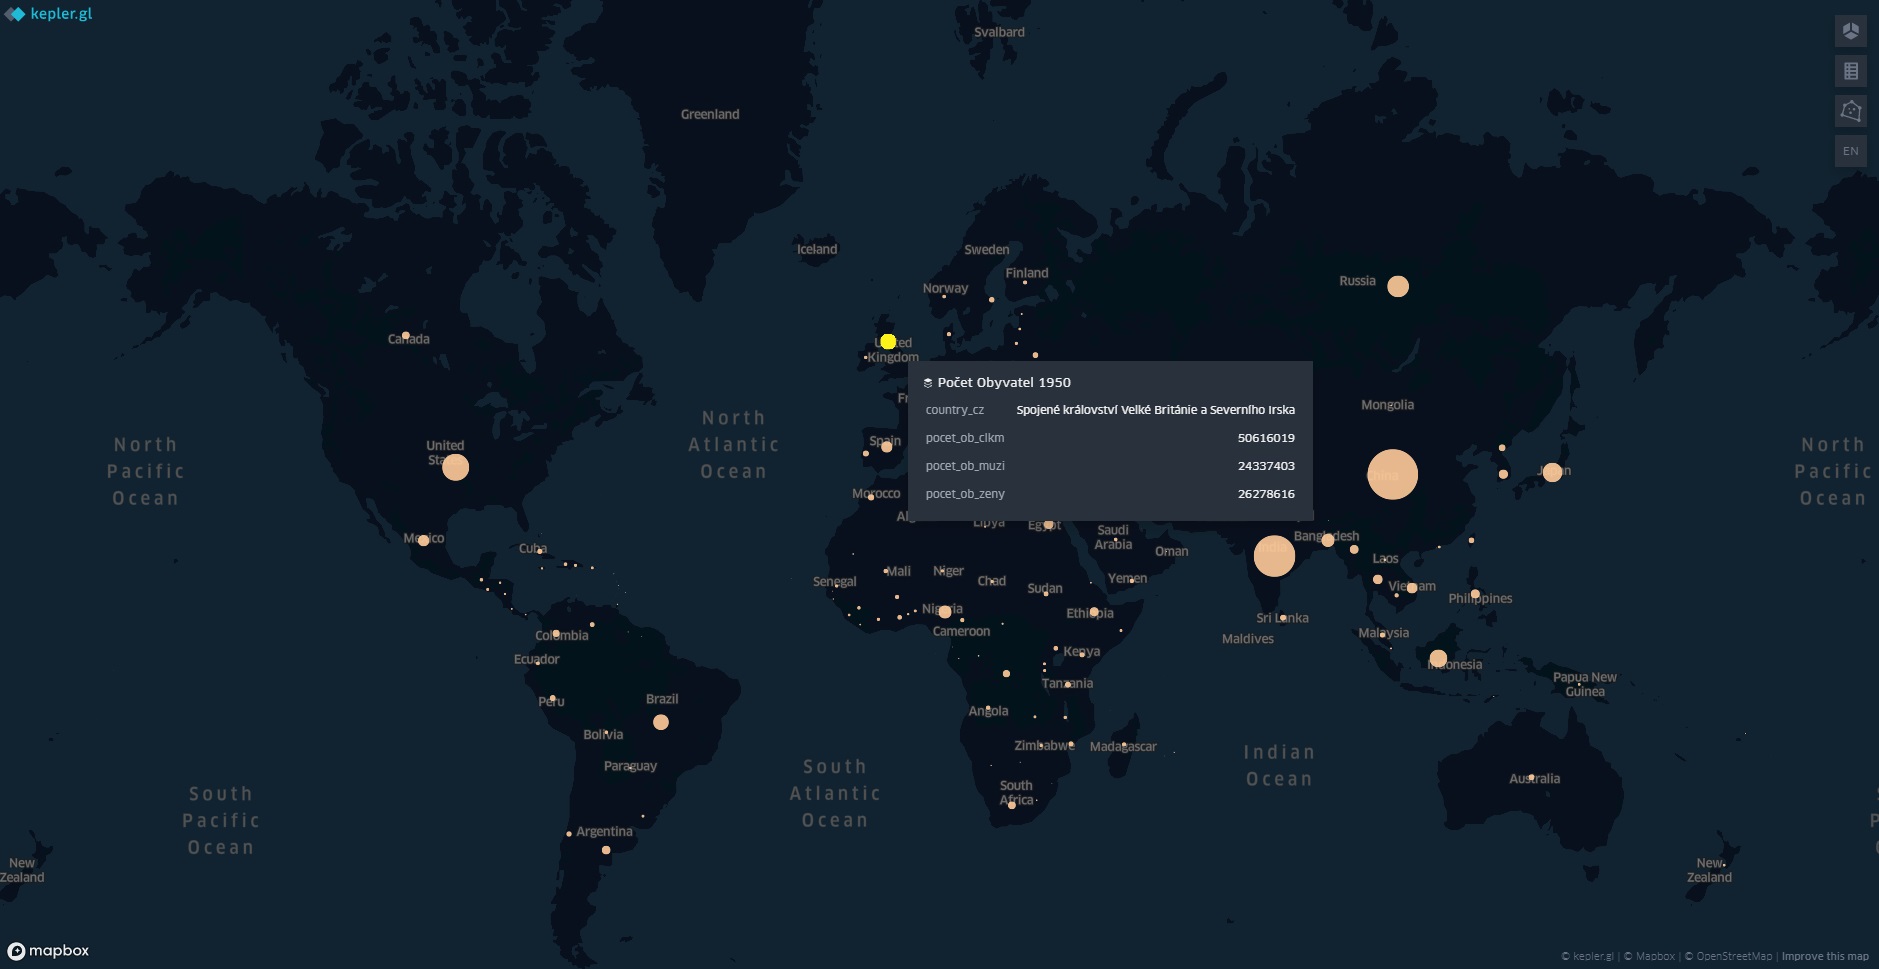 kepler.gl
Svalbard
Greenland
EN
Iceland
Sweden
Finland
Norway
Russia
Canada
United
Kingdom
Počet Obyvatel 1950
country_cz Spojené království Velké Británie a Severního Irska
pocet_ob_clkm 50616019
pocet_ob_muzi 24337403
pocet_ob_zeny 26278616
Mongolia
North
Atlantic
Ocean
North
Pacific
Ocean
North
Pacific
Ocean
United
Spain
China
Japan
Morocco
Libya
Egypt
Saudi
Arabia
Oman
Mexico
Cuba
Bangladesh
India
Laos
Senegal
Mali
Niger
Chad
Sudan
Yemen
Vietnam
Philippines
Nigeria
Ethiopia
Cameroon
Sri Lanka
Maldives
Malaysia
Colombia
Ecuador
Kenya
Indonesia
Tanzania
Papua New
Guinea
Peru
Brazil
Angola
Bolivia
Zimbabwe
Madagascar
Paraguay
South
Atlantic
Ocean
Indian
Ocean
South
Africa
Australia
South
Pacific
Ocean
Argentina
New
Zealand
New
Zealand
mapbox
© kepler.gl | © Mapbox | © OpenStreetMap | Improve this map